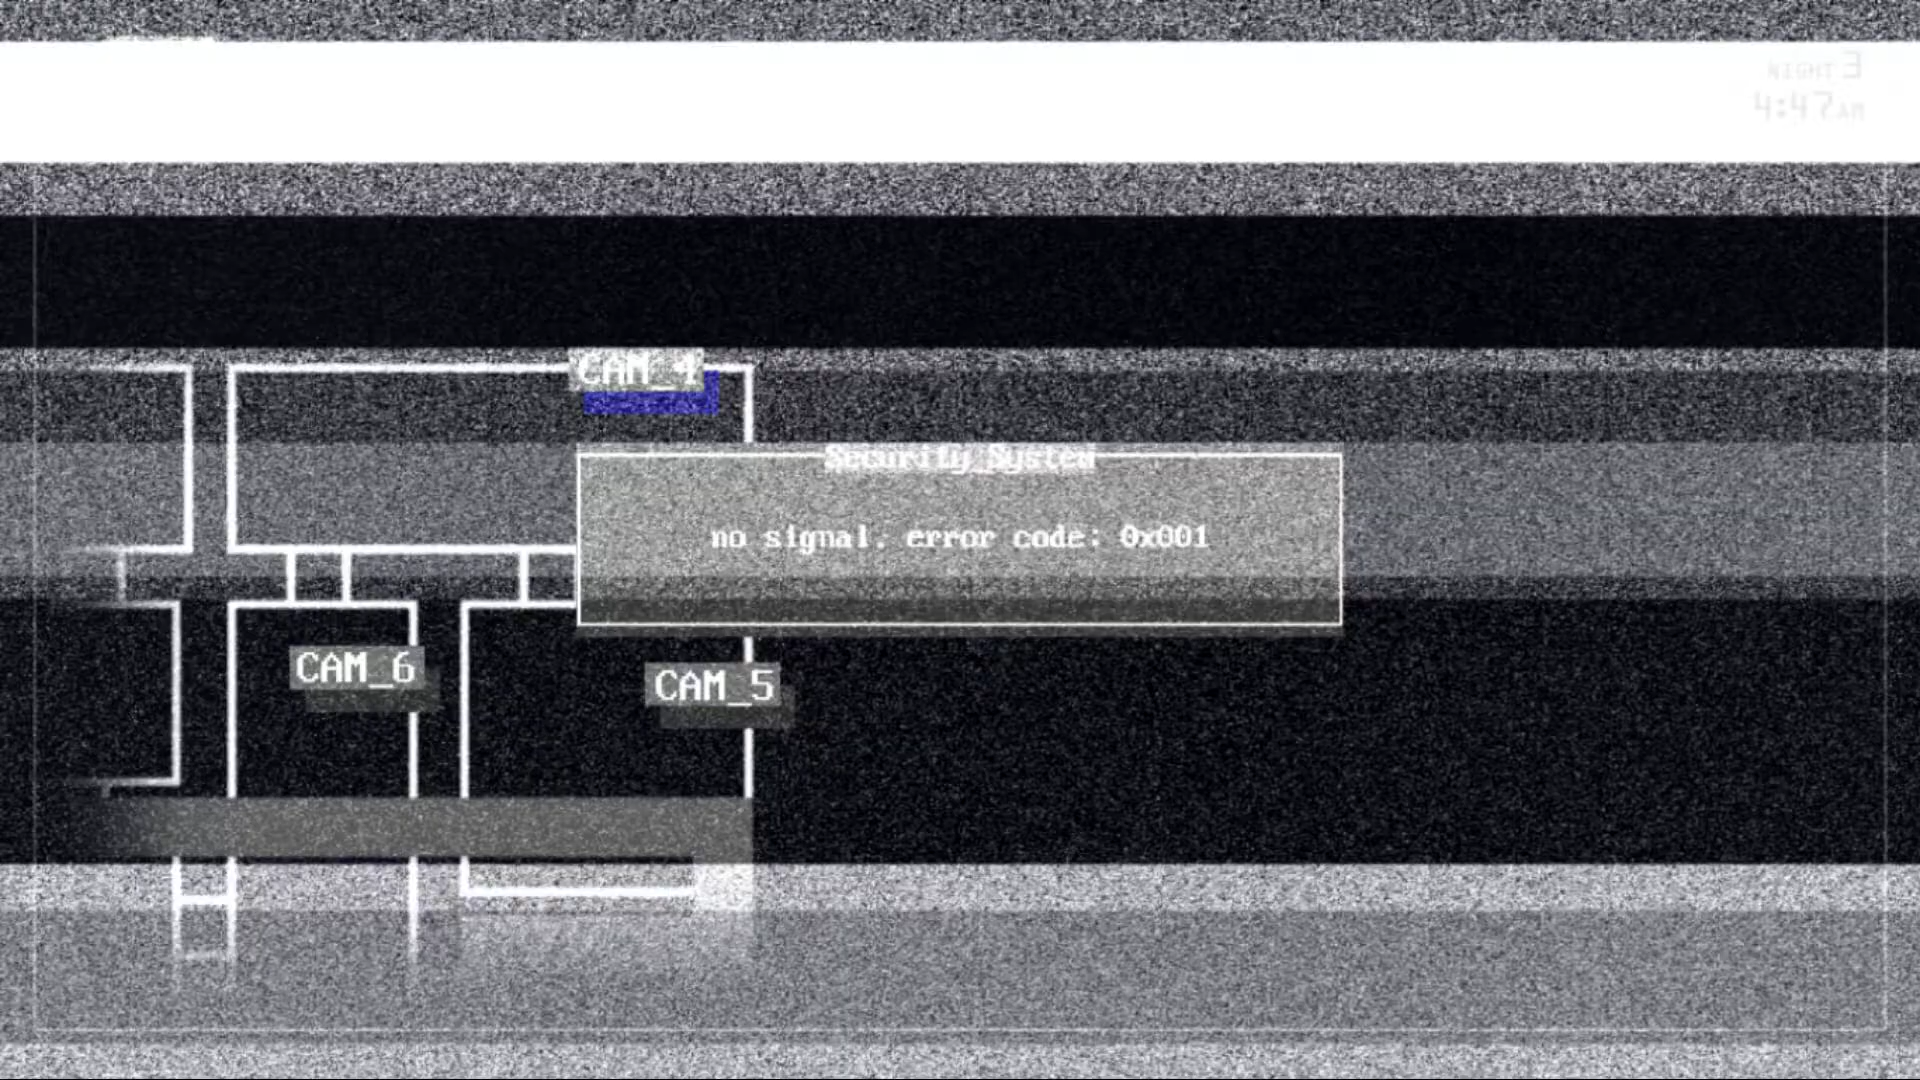 NIGHT 3
4:47AM
CAM_4
Security System
no signal. error code: 0x001
CAM_6
CAM_5